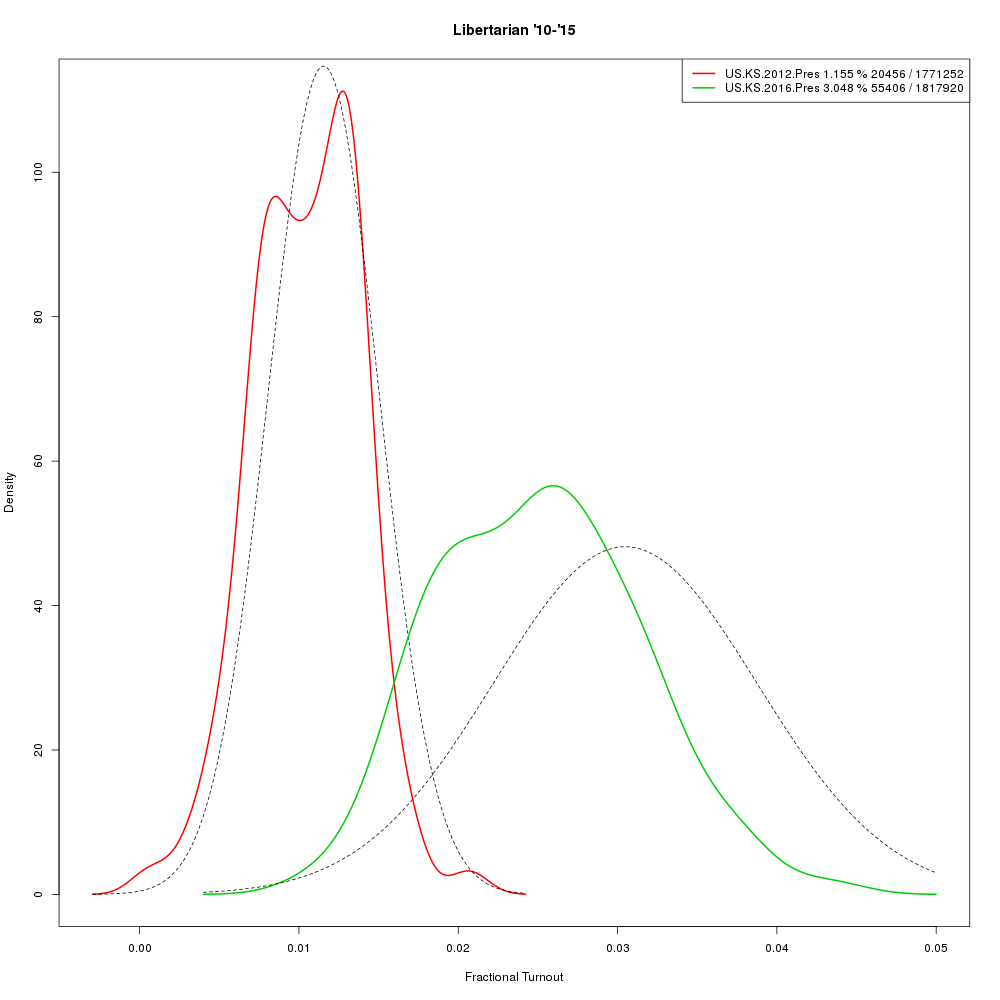 Libertarian '10-'15
US.KS.2012.Pres 1.155 % 20456 / 1771252
US.KS.2016.Pres 3.048 % 55406 / 1817920
Density
100
80
60
40
20
0
0.00 0.01 0.02 0.03 0.04 0.05
Fractional Turnout